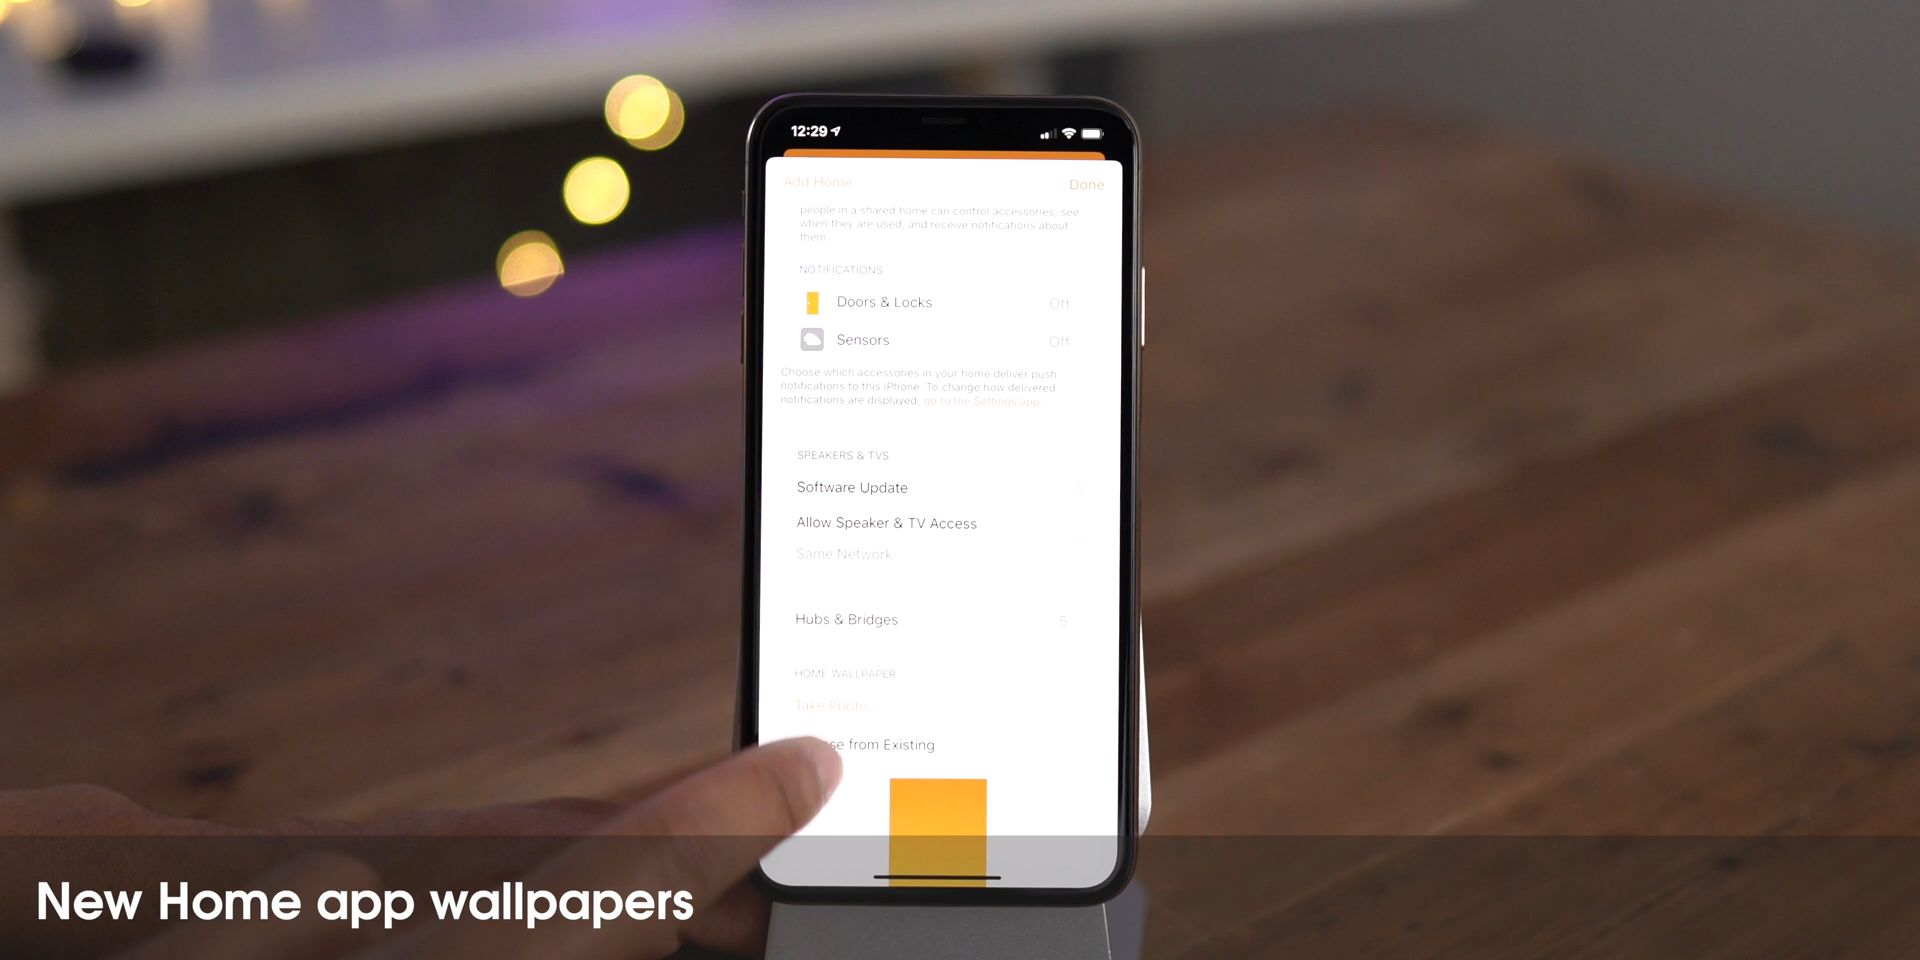 12:29
Add Home
Done
people in a shared home can control accessories, see
when they are used, and receive notifications about
them.
NOTIFICATIONS
Doors & Locks
Off
Sensors
Off
Choose which accessories in your home deliver push
notifications to this iPhone. To change how delivered
notifications are displayed, go to the Settings app.
SPEAKERS & TVS
Software Update
Allow Speaker & TV Access
Same Network
Hubs & Bridges
5
HOME WALLPAPER
Take Photo...
from Existing
New Home app wallpapers